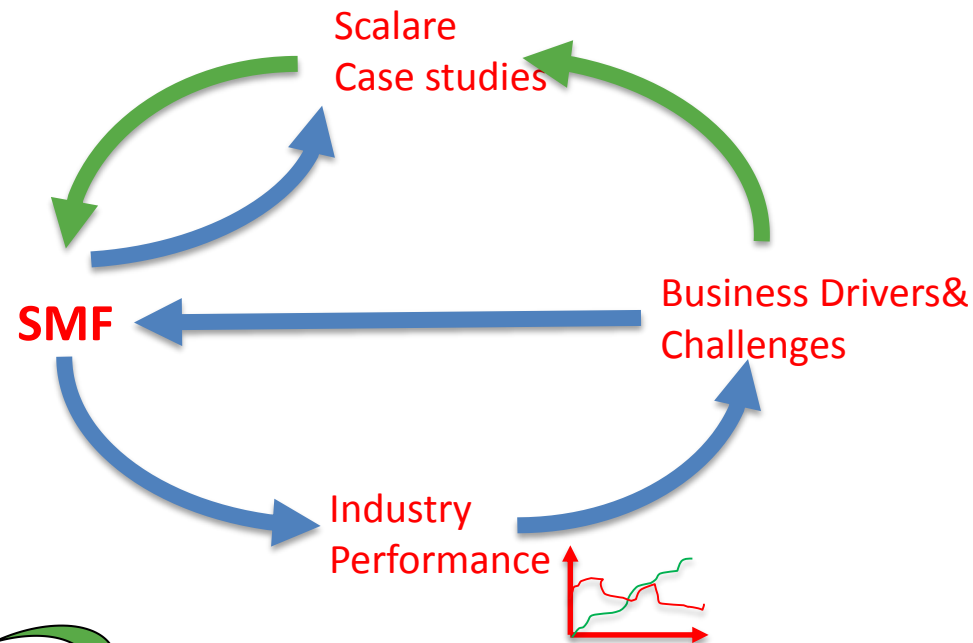 Scalare
Case studies
SMF
Business Drivers&
Challenges
Industry
Performance